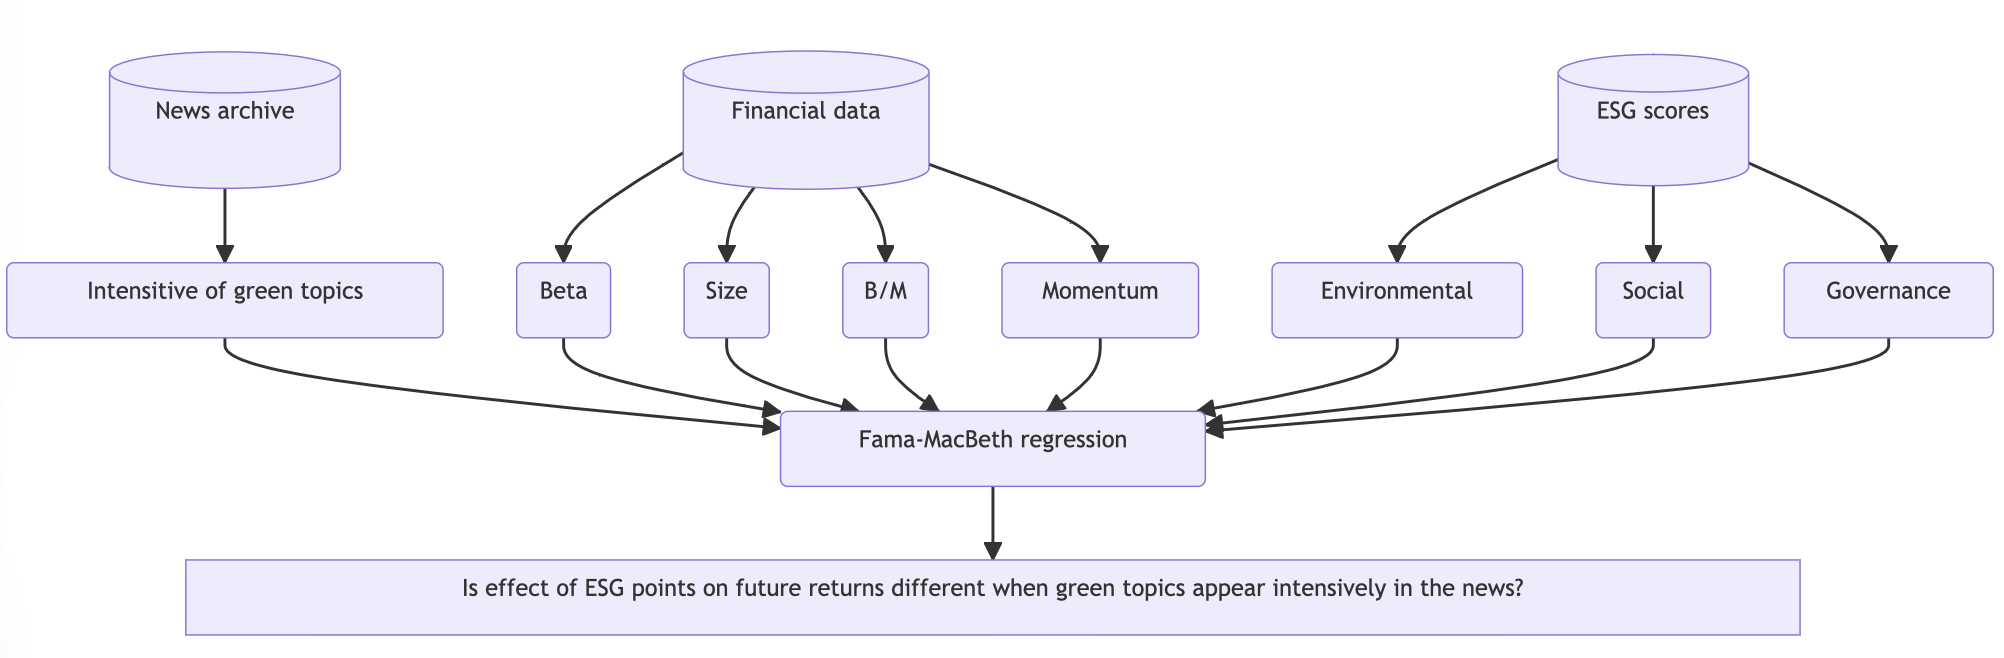 News archive
Financial data
ESG scores
Intensitive of green topics
Beta
Size
B/M
Momentum
Environmental
Social
Governance
Fama-MacBeth regression
Is effect of ESG points on future returns different when green topics appear intensively in the news?